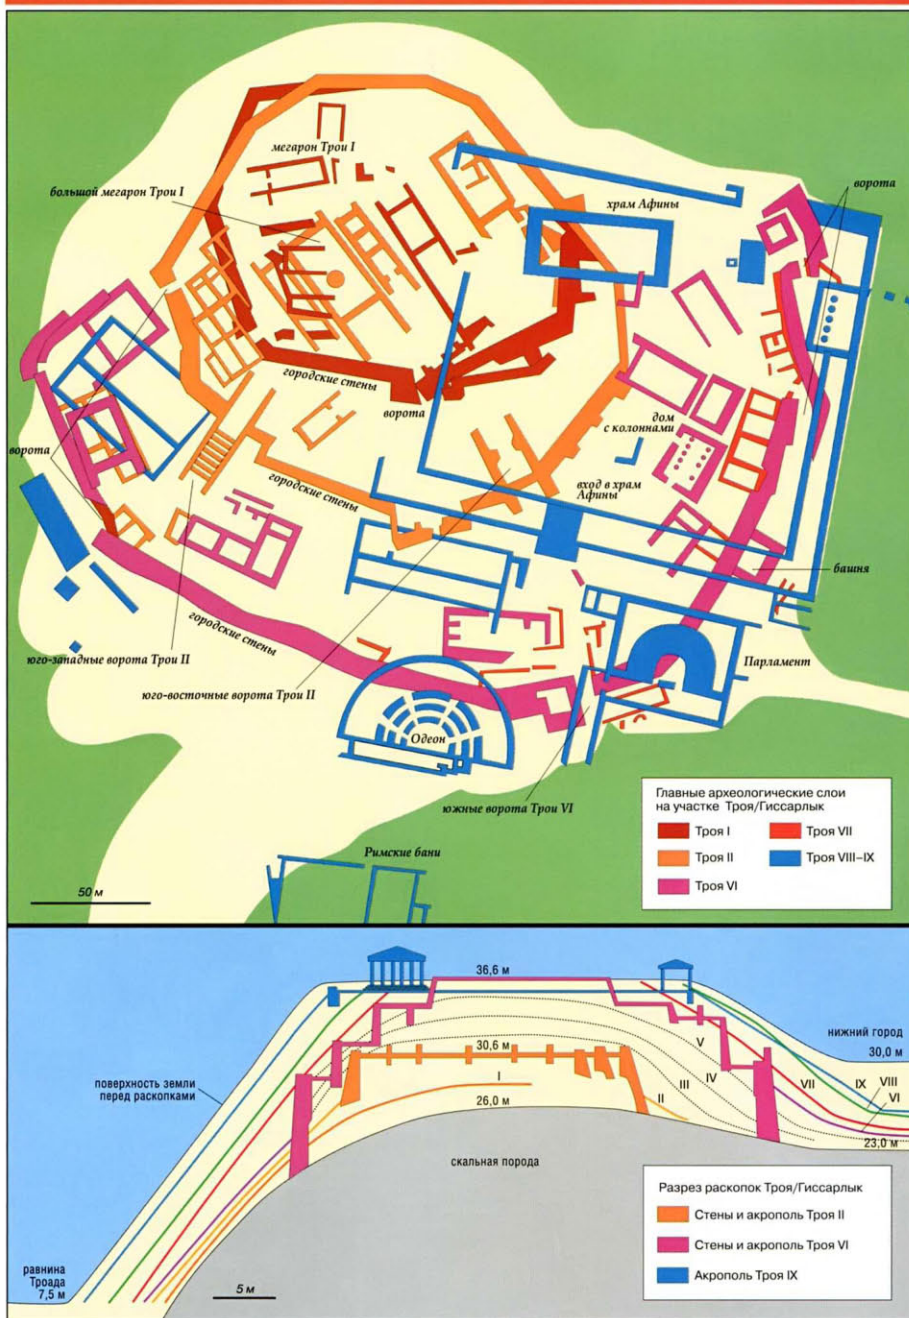 мегарон Трои I
большой мегарон Трои I
ворота
храм Афины
городские стены
ворота
дом
с колоннами
ворота
вход в храм
Афины
городские стены
башня
городские стены
юго-западные ворота Трои II
юго-восточные ворота Трои II
Парламент
Одеон
южные ворота Трои VI
Римские бани
50 м
Главные археологические слои
на участке Троя/Гиссарлык
Троя I
Троя VII
Троя II
Троя VIII–IX
Троя VI
36,6 м
нижний город
30,0 м
30,6 м
V
поверхность земли
перед раскопками
I
IV
III
II
VII
IX
VIII
VI
26,0 м
23,0 м
скальная порода
Разрез раскопок Троя/Гиссарлык
Стены и акрополь Троя II
Стены и акрополь Троя VI
Акрополь Троя IX
равнина
Троада
7,5 м
5 м